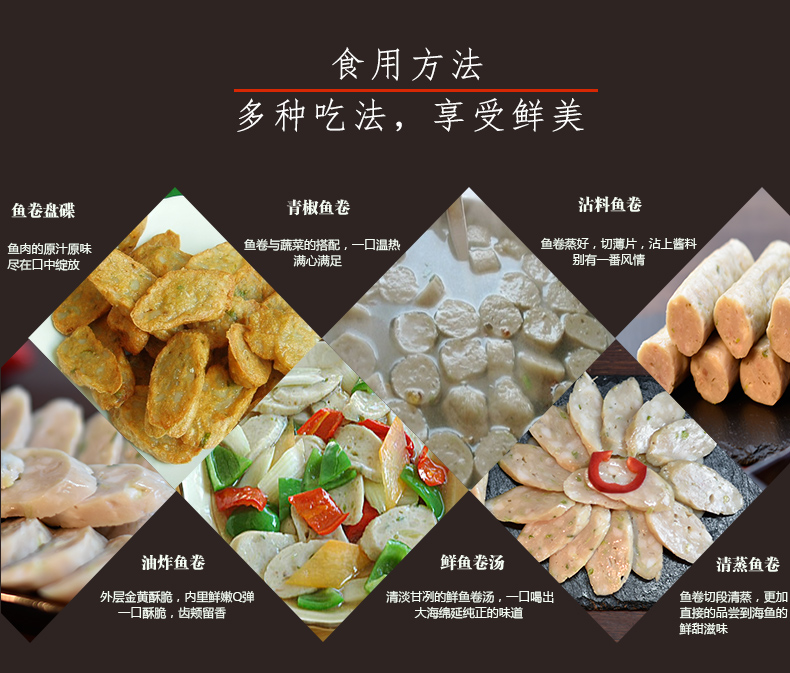 食用方法
多种吃法，享受鲜美
鱼卷盘碟
鱼肉的原汁原味
尽在口中绽放
青椒鱼卷
鱼卷与蔬菜的搭配，一口温热
满心满足
沾料鱼卷
鱼卷蒸好，切薄片，沾上酱料
别有一番风情
油炸鱼卷
外层金黄酥脆，内里鲜嫩Q弹
一口酥脆，齿颊留香
鲜鱼卷汤
清淡甘冽的鲜鱼卷汤，一口喝出
大海绵延纯正的味道
清蒸鱼卷
鱼卷切段清蒸，更加
直接的品尝到海鱼的
鲜甜滋味